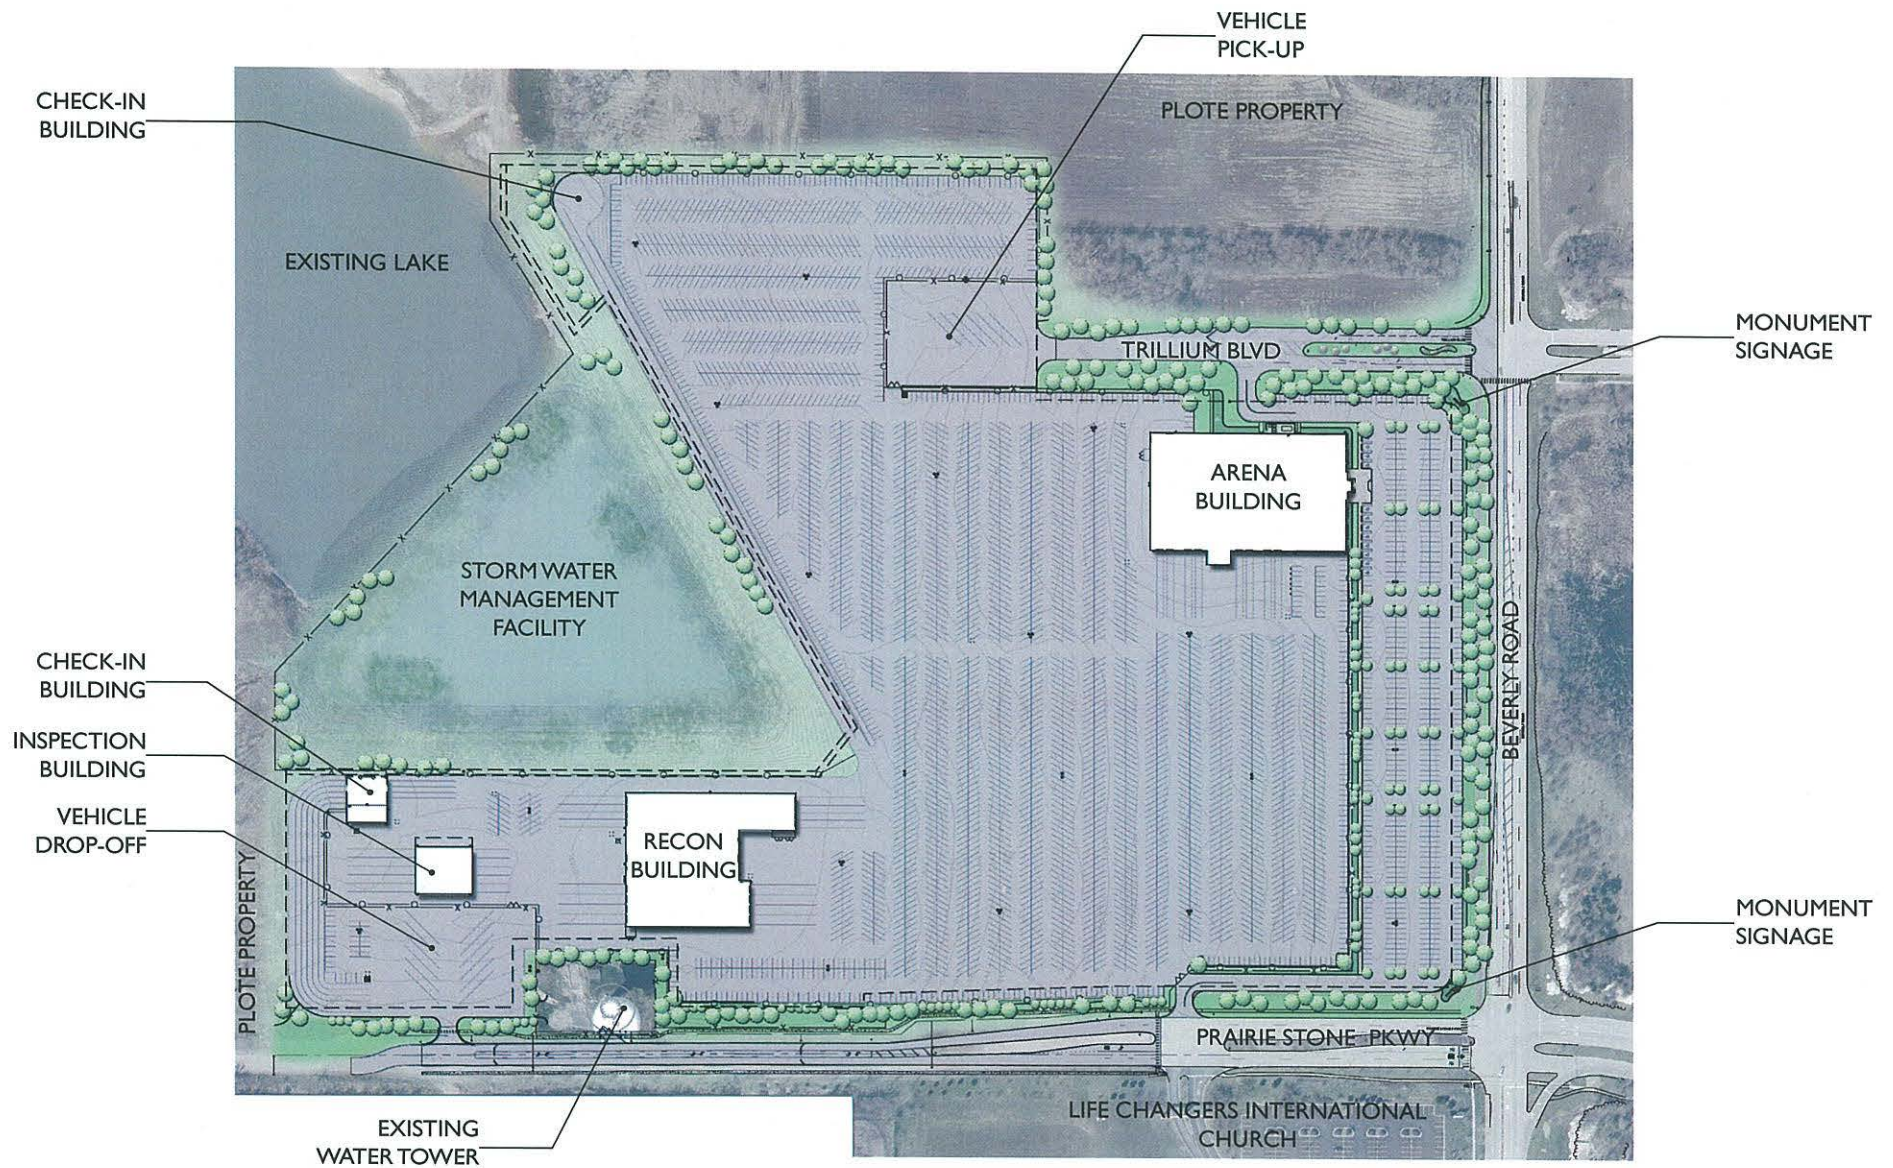 VEHICLE
PICK-UP
CHECK-IN
BUILDING
PLOTE PROPERTY
EXISTING LAKE
MONUMENT
SIGNAGE
TRILLIUM BLVD
ARENA
BUILDING
STORM WATER
MANAGEMENT
FACILITY
BEVERLY ROAD
CHECK-IN
BUILDING
INSPECTION
BUILDING
VEHICLE
DROP-OFF
RECON
BUILDING
PLOTE PROPERTY
MONUMENT
SIGNAGE
PRAIRIE STONE PKWY
LIFE CHANGERS INTERNATIONAL
CHURCH
EXISTING
WATER TOWER